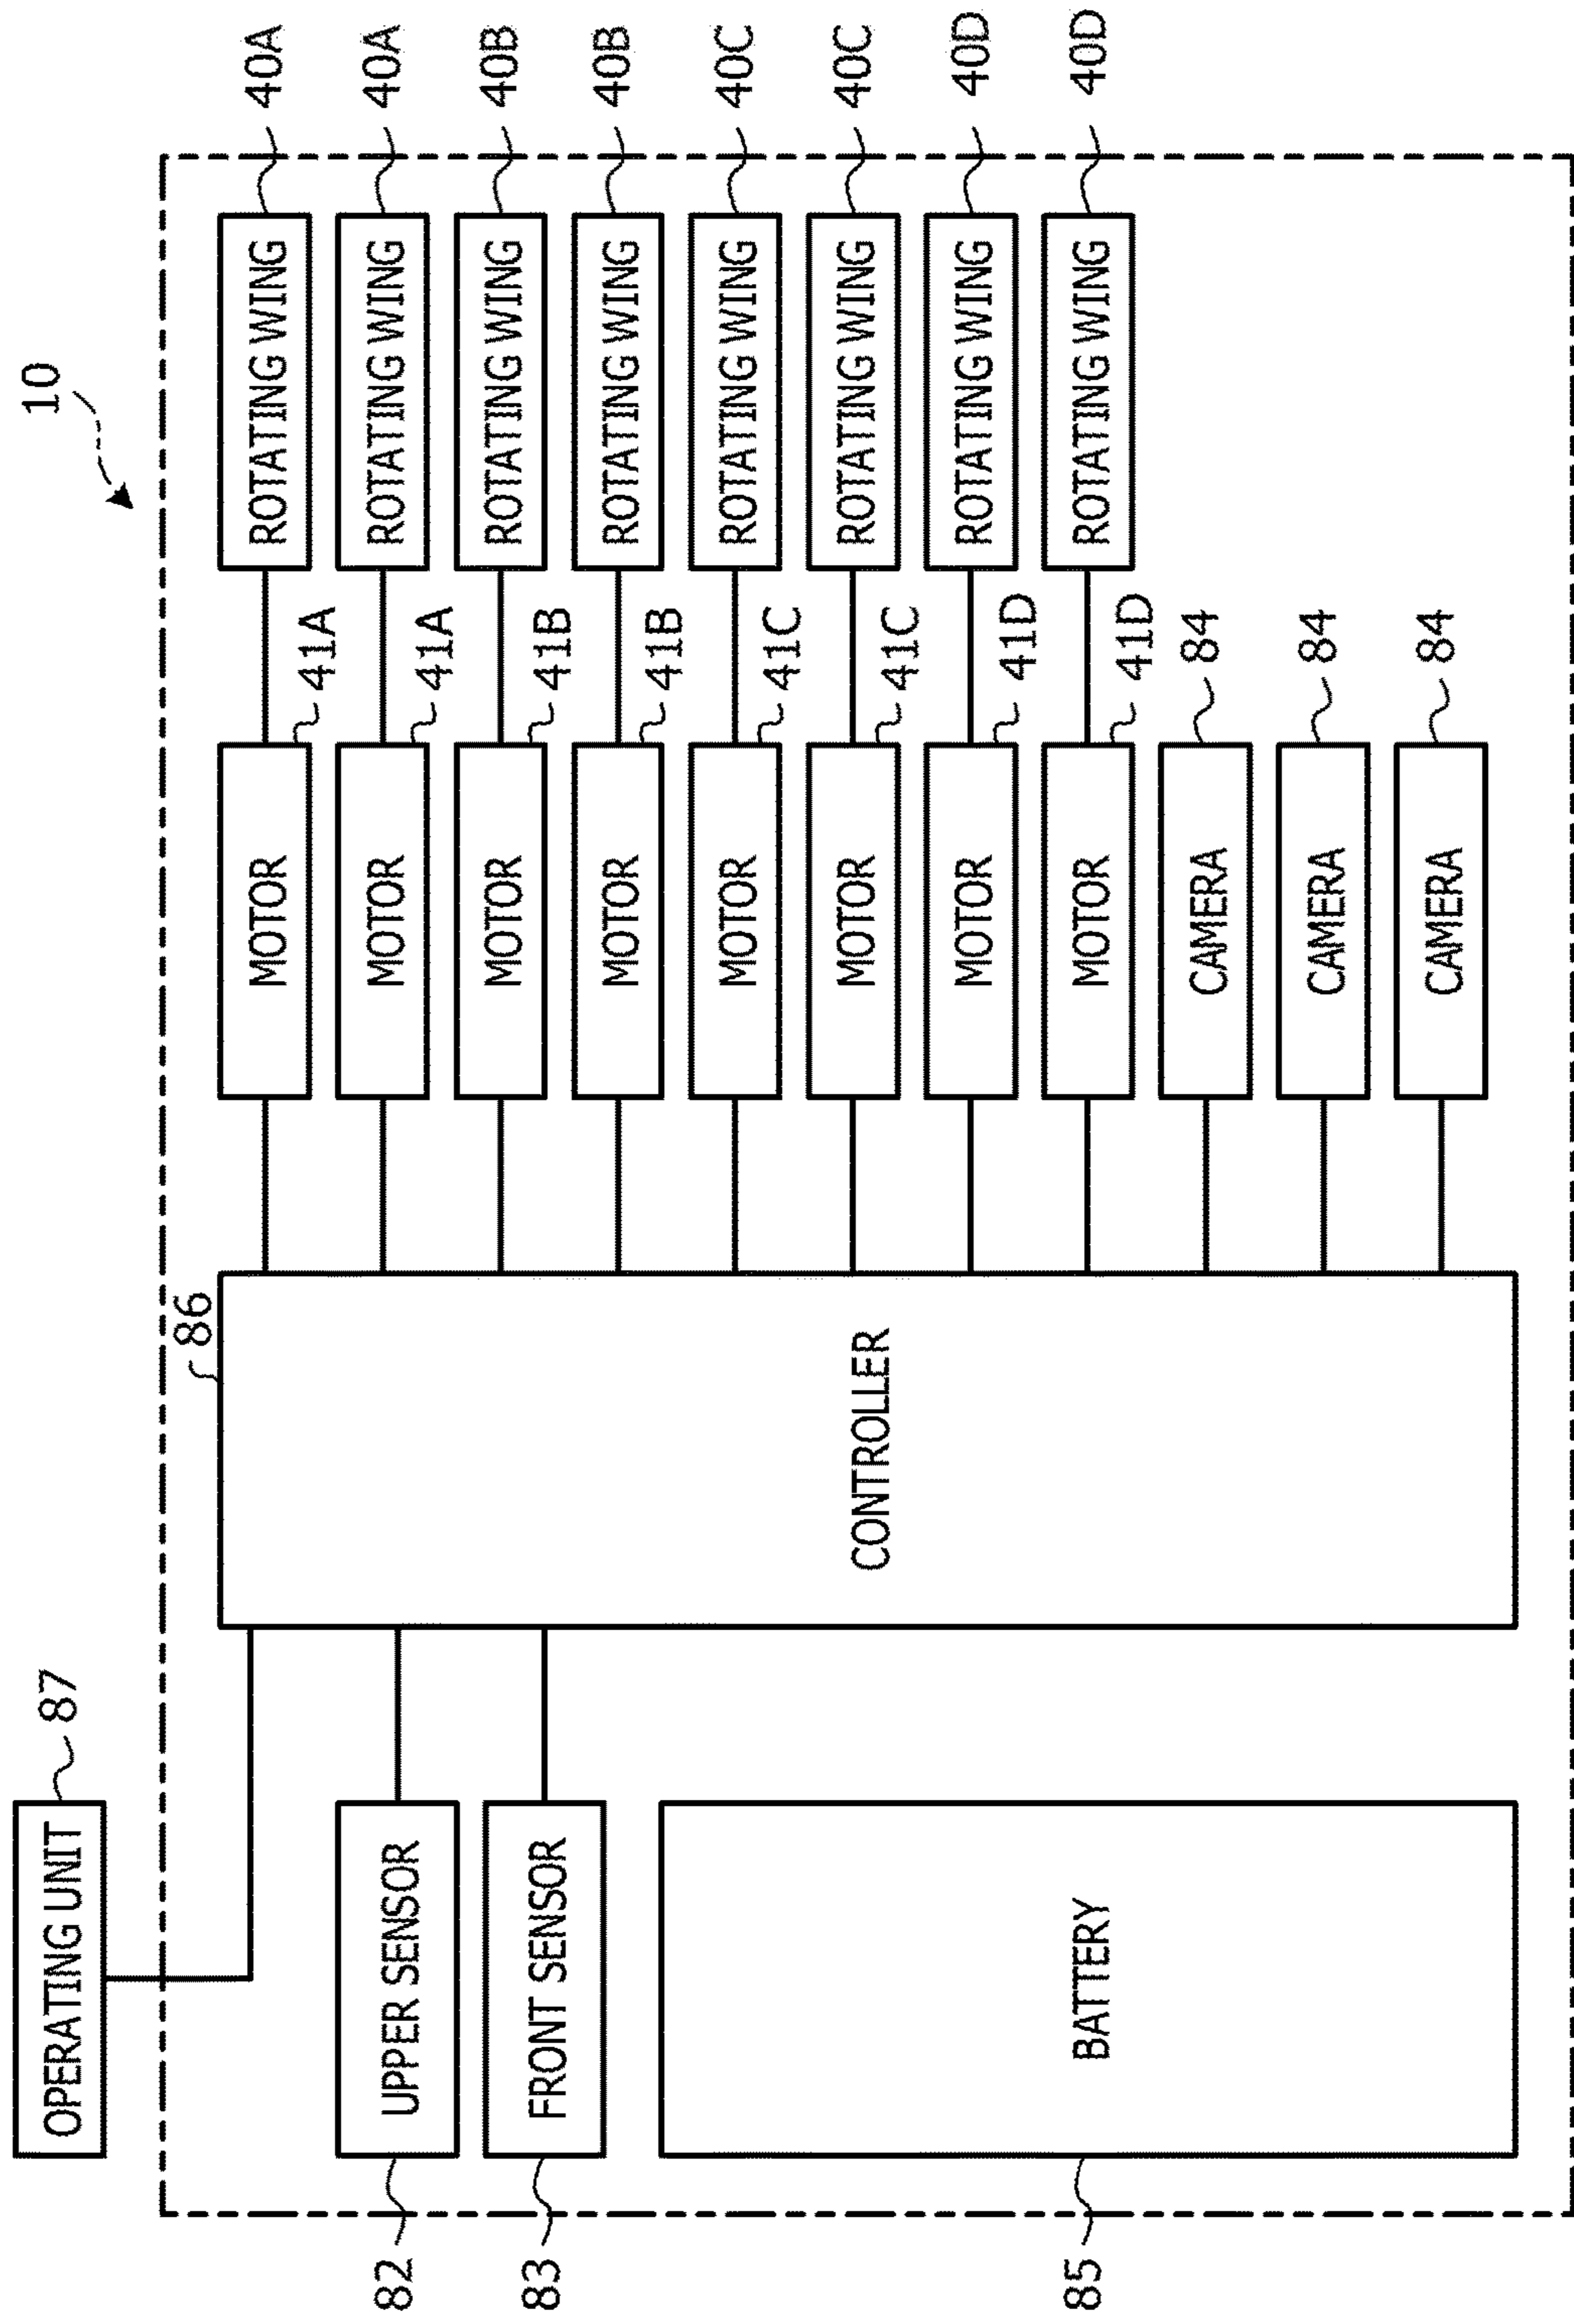 10
OPERATING UNIT
87
86
UPPER SENSOR
82
FRONT SENSOR
83
BATTERY
85
CONTROLLER
MOTOR
41A
ROTATING WING
40A
MOTOR
41A
ROTATING WING
40A
MOTOR
41B
ROTATING WING
40B
MOTOR
41B
ROTATING WING
40B
MOTOR
41C
ROTATING WING
40C
MOTOR
41C
ROTATING WING
40C
MOTOR
41D
ROTATING WING
40D
MOTOR
41D
ROTATING WING
40D
CAMERA
84
CAMERA
84
CAMERA
84